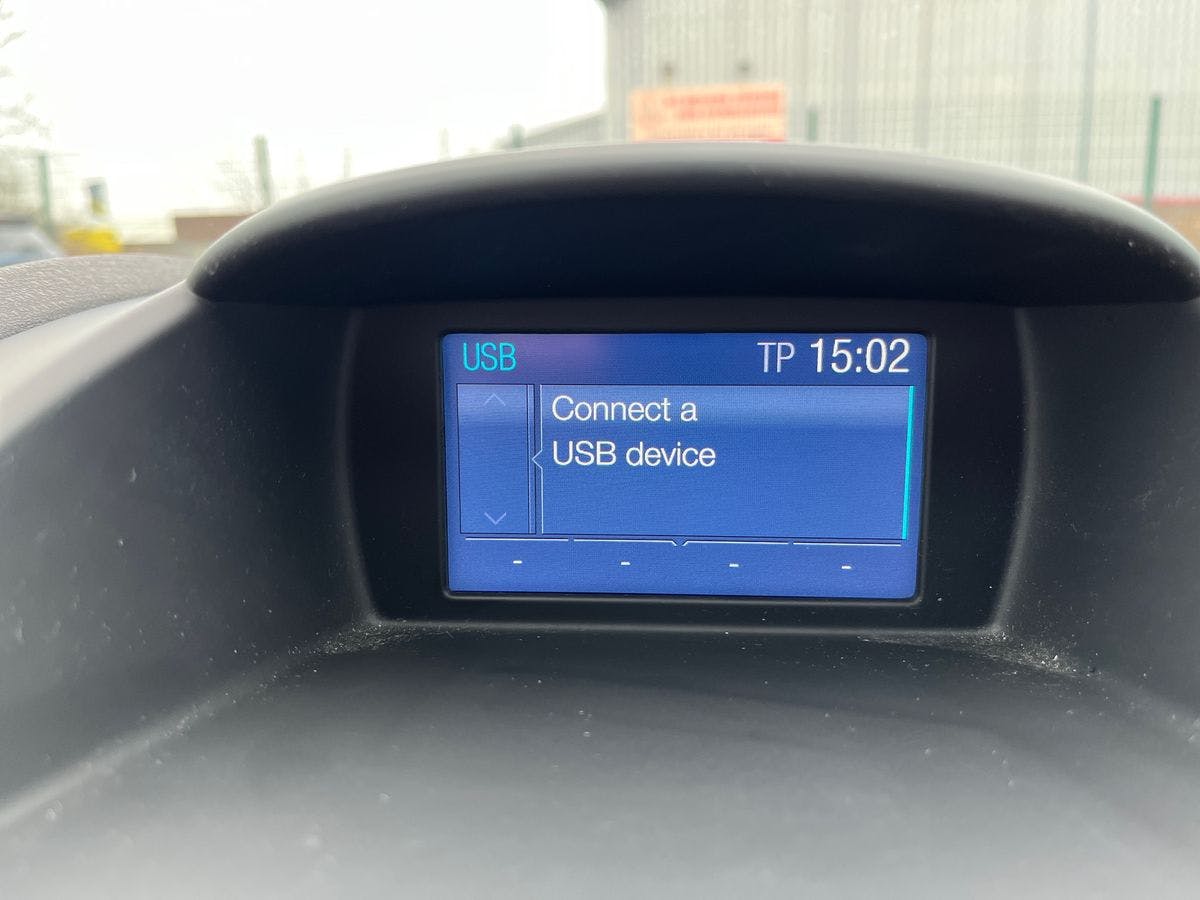 USB TP 15:02
Connect a
USB device
- - - -